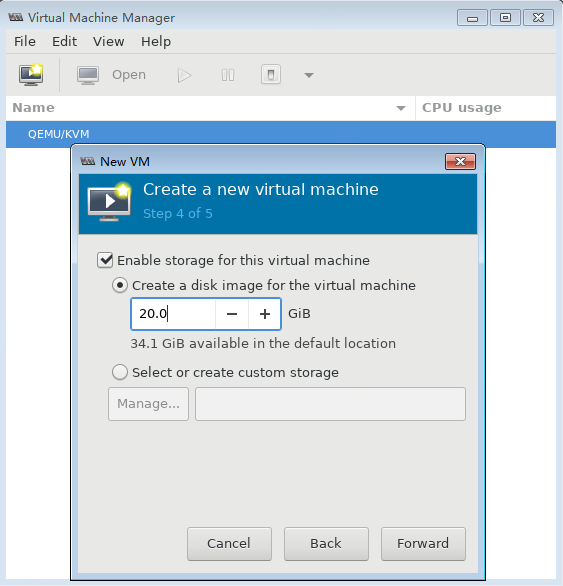 Virtual Machine Manager
File Edit View Help
Open
Name CPU usage
QEMU/KVM
New VM
Create a new virtual machine
Step 4 of 5
Enable storage for this virtual machine
Create a disk image for the virtual machine
20.0 − + GiB
34.1 GiB available in the default location
Select or create custom storage
Manage...
Cancel Back Forward